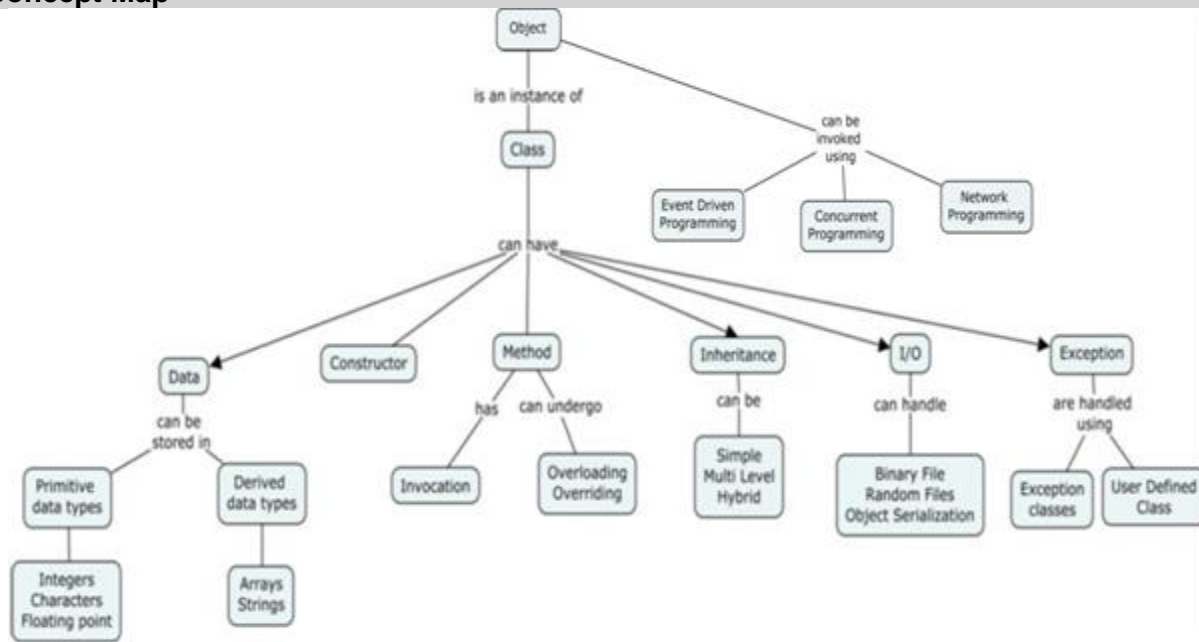 Concept Map
Object
is an instance of
can be
invoked
using
Class
Event Driven
Programming
Concurrent
Programming
Network
Programming
can have
Data
Constructor
Method
Inheritance
I/O
Exception
can be
stored in
has
can undergo
can be
can handle
are handled
using
Primitive
data types
Derived
data types
Invocation
Overloading
Overriding
Simple
Multi Level
Hybrid
Binary File
Random Files
Object Serialization
Exception
classes
User Defined
Class
Integers
Characters
Floating point
Arrays
Strings